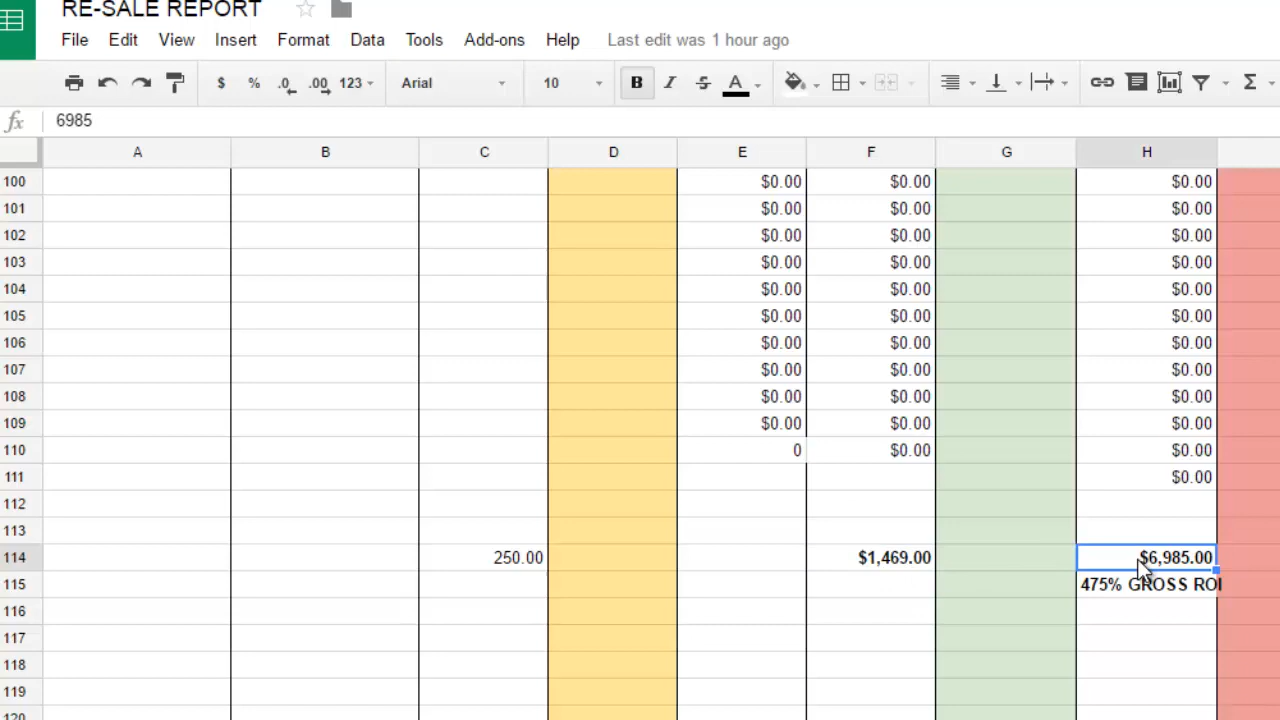 RE-SALE REPORT
File Edit View Insert Format Data Tools Add-ons Help Last edit was 1 hour ago
$ % .0 .00 123 Arial 10 B I S A Σ
fx 6985
A B C D E F G H
100 $0.00 $0.00 $0.00
101 $0.00 $0.00 $0.00
102 $0.00 $0.00 $0.00
103 $0.00 $0.00 $0.00
104 $0.00 $0.00 $0.00
105 $0.00 $0.00 $0.00
106 $0.00 $0.00 $0.00
107 $0.00 $0.00 $0.00
108 $0.00 $0.00 $0.00
109 $0.00 $0.00 $0.00
110 0 $0.00 $0.00
111 $0.00
112
113
114 250.00 $1,469.00 $6,985.00
115 475% GROSS ROI
116
117
118
119
120